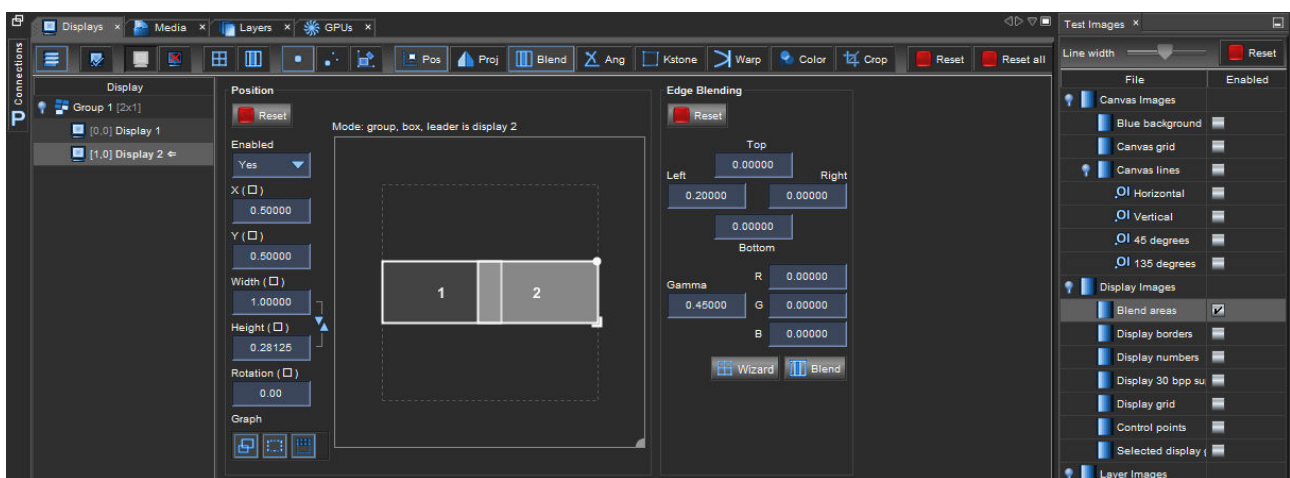 Displays × Media × Layers × GPUs ×
Test Images ×
Connections
P
Pos Proj Blend Ang Kstone Warp Color Crop Reset Reset all
Line width Reset
Display
Group 1 [2x1]
[0,0] Display 1
[1,0] Display 2 ⇐
Position
Reset
Mode: group, box, leader is display 2
Enabled
Yes
X (□)
0.50000
Y (□)
0.50000
Width (□)
1.00000
Height (□)
0.28125
Rotation (□)
0.00
Graph
1 2
Edge Blending
Reset
Top
0.00000
Left Right
0.20000 0.00000
0.00000
Bottom
Gamma
0.45000
R 0.00000
G 0.00000
B 0.00000
Wizard Blend
File Enabled
Canvas Images
Blue background
Canvas grid
Canvas lines
Horizontal
Vertical
45 degrees
135 degrees
Display Images
Blend areas
Display borders
Display numbers
Display 30 bpp su
Display grid
Control points
Selected display
Layer Images